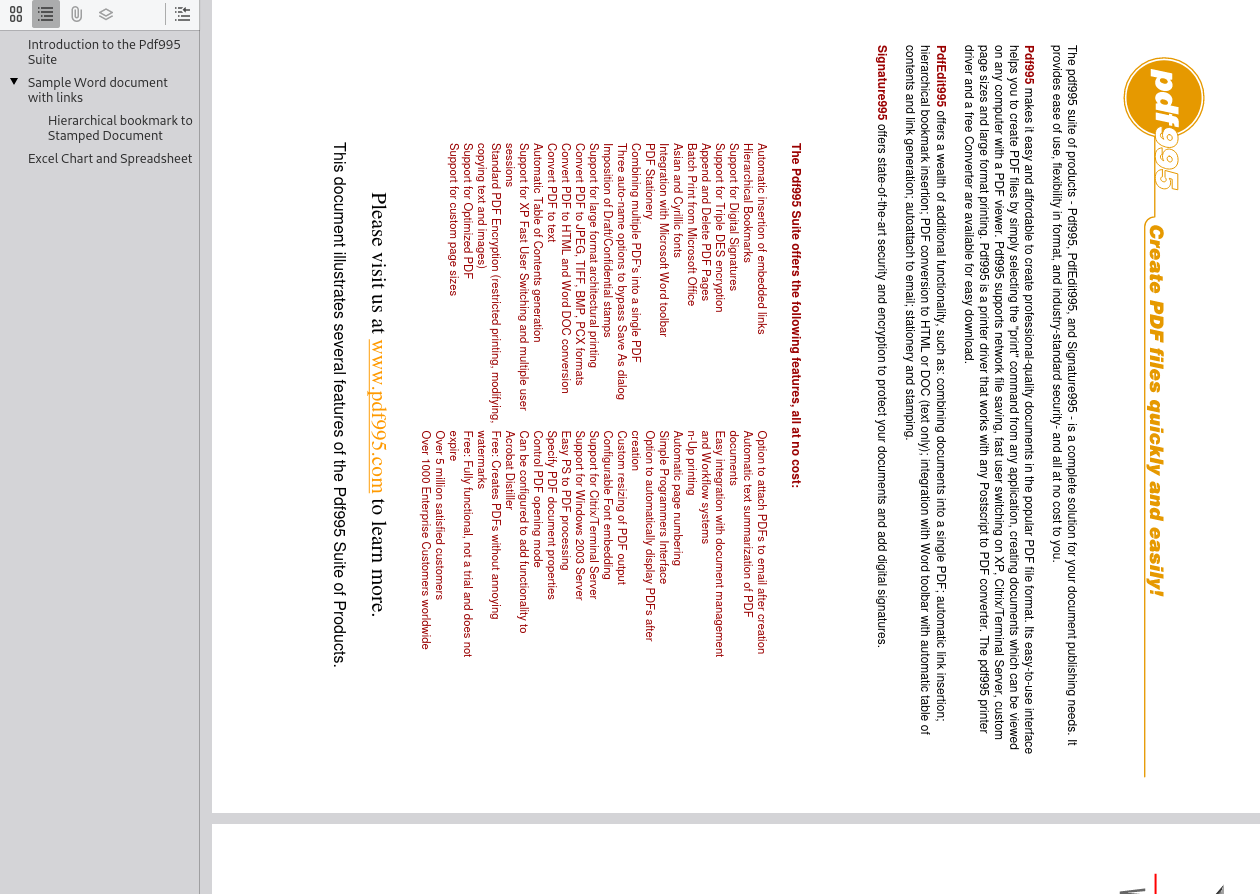 Introduction to the Pdf995
Suite
Sample Word document
with links
Hierarchical bookmark to
Stamped Document
Excel Chart and Spreadsheet
pdf995
Create PDF files quickly and easily!
The pdf995 suite of products - Pdf995, PdfEdit995, and Signature995 - is a complete solution for your document publishing needs. It
provides ease of use, flexibility in format, and industry-standard security- and all at no cost to you.
Pdf995 makes it easy and affordable to create professional-quality documents in the popular PDF file format. Its easy-to-use interface
helps you to create PDF files by simply selecting the "print" command from any application, creating documents which can be viewed
on any computer with a PDF viewer. Pdf995 supports network file saving, fast user switching on XP, Citrix/Terminal Server, custom
page sizes and large format printing. Pdf995 is a printer driver that works with any Postscript to PDF converter. The pdf995 printer
driver and a free Converter are available for easy download.
PdfEdit995 offers a wealth of additional functionality, such as: combining documents into a single PDF; automatic link insertion;
hierarchical bookmark insertion; PDF conversion to HTML or DOC (text only); integration with Word toolbar with automatic table of
contents and link generation; autoattach to email; stationery and stamping.
Signature995 offers state-of-the-art security and encryption to protect your documents and add digital signatures.
The Pdf995 Suite offers the following features, all at no cost:
Automatic insertion of embedded links
Hierarchical Bookmarks
Support for Digital Signatures
Support for Triple DES encryption
Append and Delete PDF Pages
Batch Print from Microsoft Office
Asian and Cyrillic fonts
Integration with Microsoft Word toolbar
PDF Stationery
Combining multiple PDF's into a single PDF
Three auto-name options to bypass Save As dialog
Imposition of Draft/Confidential stamps
Support for large format architectural printing
Convert PDF to JPEG, TIFF, BMP, PCX formats
Convert PDF to HTML and Word DOC conversion
Convert PDF to text
Automatic Table of Contents generation
Support for XP Fast User Switching and multiple user
sessions
Standard PDF Encryption (restricted printing, modifying,
copying text and images)
Support for Optimized PDF
Support for custom page sizes
Option to attach PDFs to email after creation
Automatic text summarization of PDF
documents
Easy integration with document management
and Workflow systems
n-Up printing
Automatic page numbering
Simple Programmers Interface
Option to automatically display PDFs after
creation
Custom resizing of PDF output
Configurable Font embedding
Support for Citrix/Terminal Server
Support for Windows 2003 Server
Easy PS to PDF processing
Specify PDF document properties
Control PDF opening mode
Can be configured to add functionality to
Acrobat Distiller
Free: Creates PDFs without annoying
watermarks
Free: Fully functional, not a trial and does not
expire
Over 5 million satisfied customers
Over 1000 Enterprise Customers worldwide
Please visit us at www.pdf995.com to learn more.
This document illustrates several features of the Pdf995 Suite of Products.